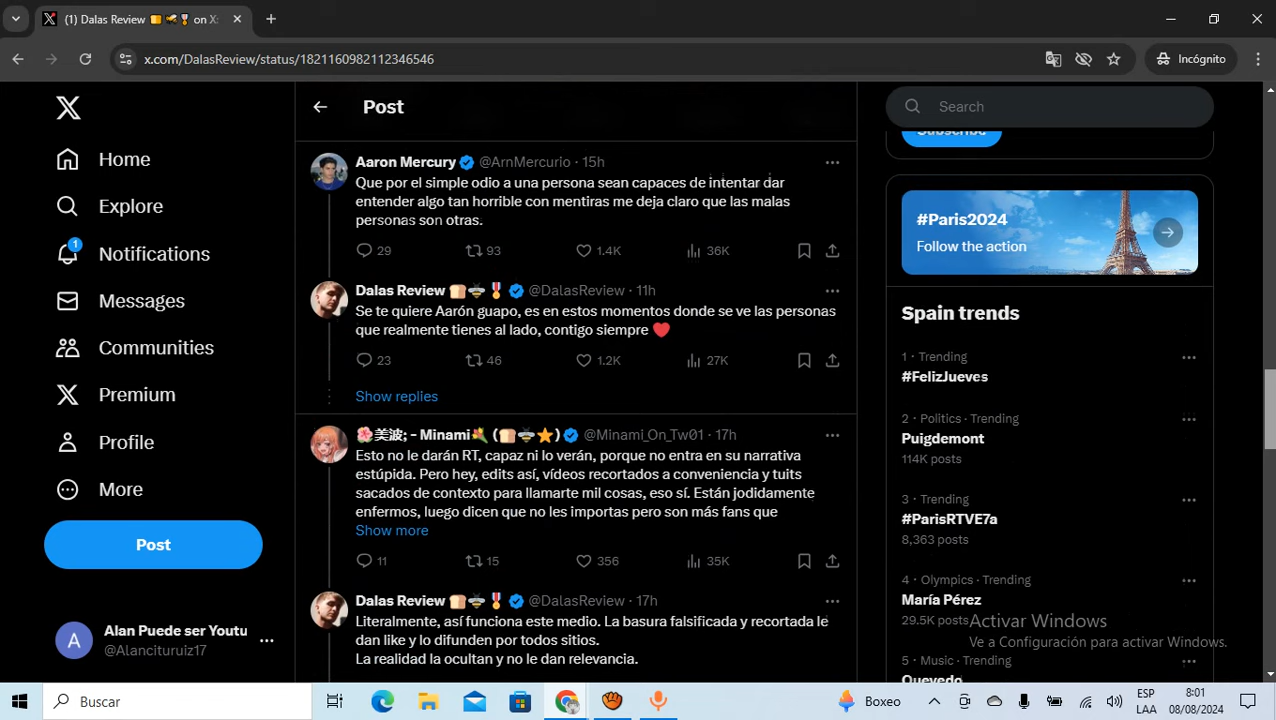 (1) Dalas Review 🍞🐝🎖️ on X:
x.com/DalasReview/status/1821160982112346546
Incógnito
Home
Explore
1
Notifications
Messages
Communities
Premium
Profile
More
Post
Alan Puede ser Youtu
@Alancituruiz17
Post
Aaron Mercury @ArnMercurio · 15h
Que por el simple odio a una persona sean capaces de intentar dar
entender algo tan horrible con mentiras me deja claro que las malas
personas son otras.
29 93 1.4K 36K
Dalas Review 🍞🐝🎖️ @DalasReview · 11h
Se te quiere Aarón guapo, es en estos momentos donde se ve las personas
que realmente tienes al lado, contigo siempre ❤️
23 46 1.2K 27K
Show replies
🌺美波; - Minami💐 (🍞🐝⭐) @Minami_On_Tw01 · 17h
Esto no le darán RT, capaz ni lo verán, porque no entra en su narrativa
estúpida. Pero hey, edits así, vídeos recortados a conveniencia y tuits
sacados de contexto para llamarte mil cosas, eso sí. Están jodidamente
enfermos, luego dicen que no les importas pero son más fans que
Show more
11 15 356 35K
Dalas Review 🍞🐝🎖️ @DalasReview · 17h
Literalmente, así funciona este medio. La basura falsificada y recortada le
dan like y lo difunden por todos sitios.
La realidad la ocultan y no le dan relevancia.
Search
Subscribe
#Paris2024
Follow the action
Spain trends
1 · Trending
#FelizJueves
2 · Politics · Trending
Puigdemont
114K posts
3 · Trending
#ParisRTVE7a
8,363 posts
4 · Olympics · Trending
María Pérez
29.5K posts
5 · Music · Trending
Quevedo
Activar Windows
Ve a Configuración para activar Windows.
Buscar
Boxeo
ESP
LAA
8:01
08/08/2024